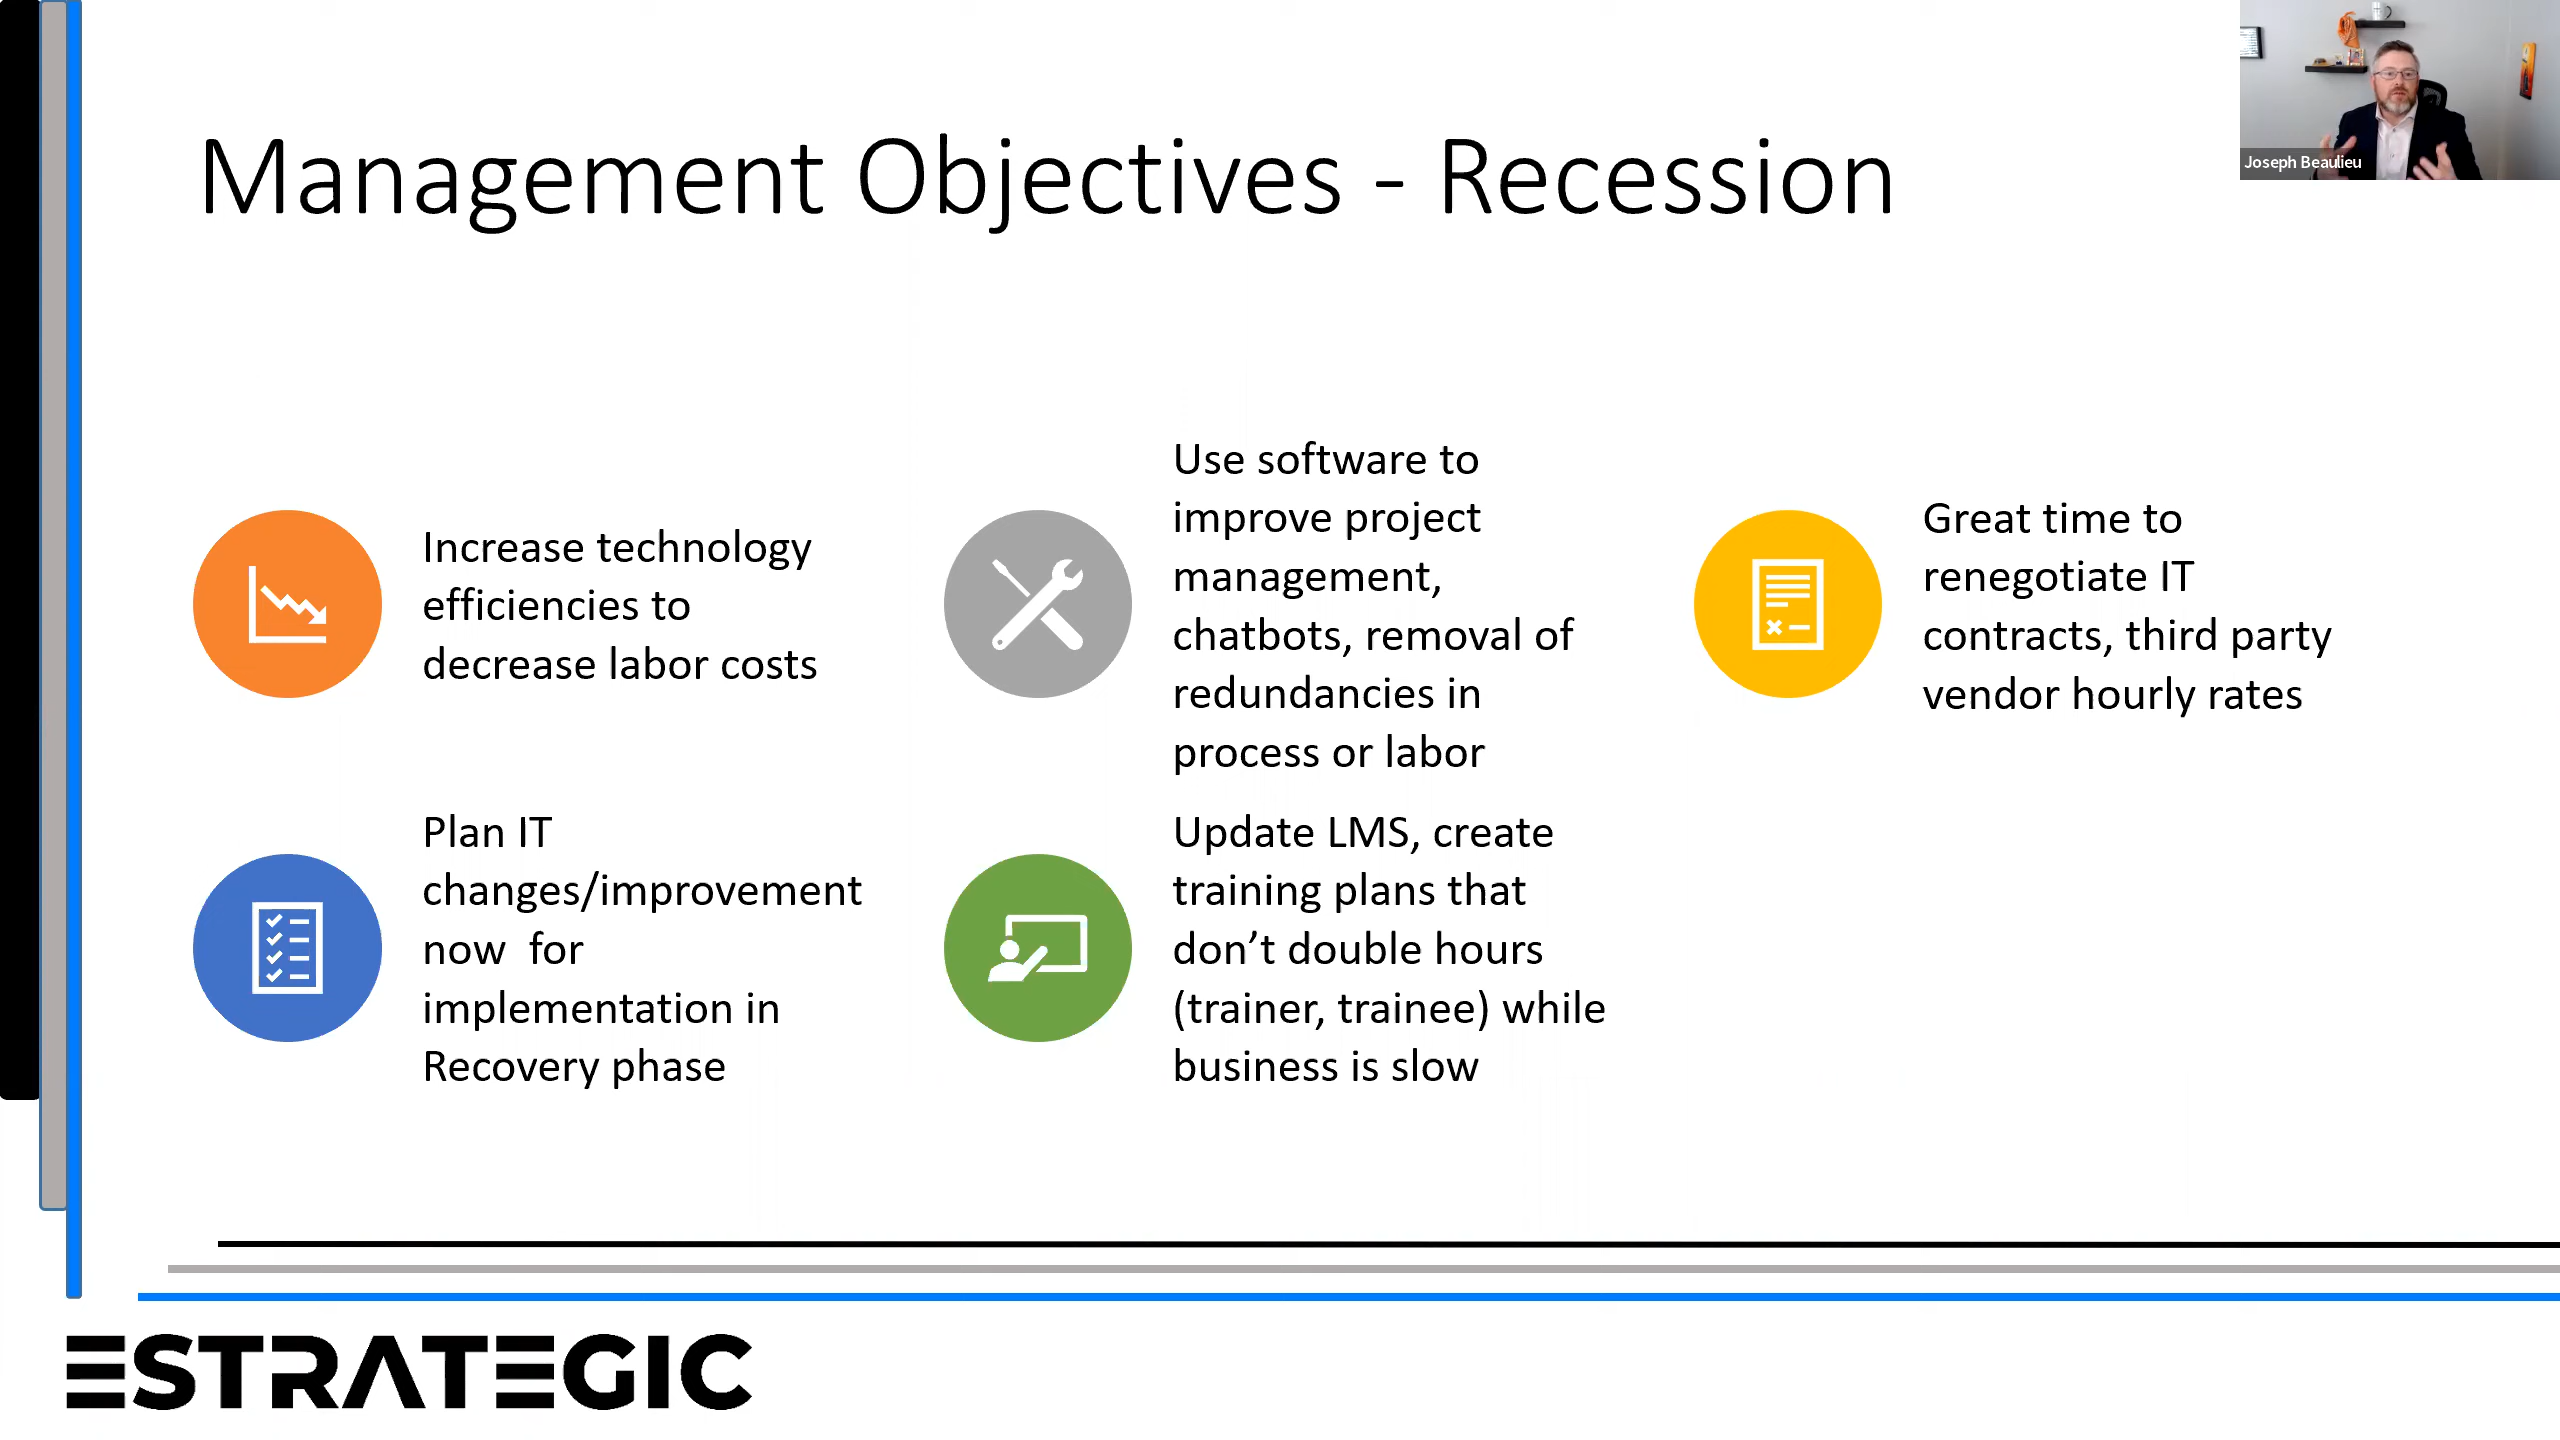 Management Objectives - Recession
Joseph Beaulieu
Increase technology
efficiencies to
decrease labor costs
Use software to
improve project
management,
chatbots, removal of
redundancies in
process or labor
Great time to
renegotiate IT
contracts, third party
vendor hourly rates
Plan IT
changes/improvement
now  for
implementation in
Recovery phase
Update LMS, create
training plans that
don’t double hours
(trainer, trainee) while
business is slow
ESTRATEGIC